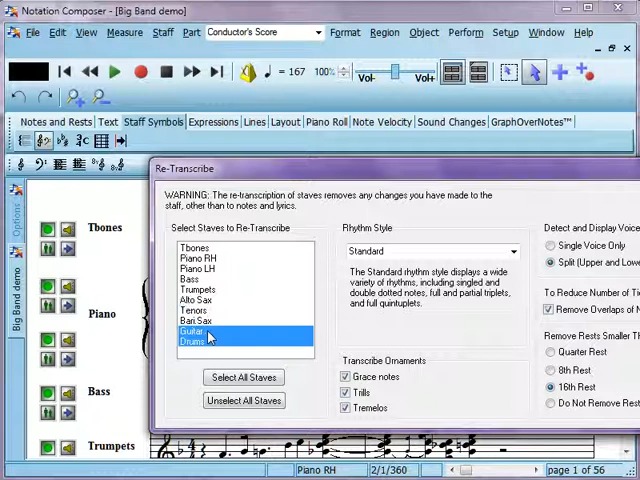 Notation Composer - [Big Band demo]
File Edit View Measure Staff Part Conductor's Score Format Rhythm Object Perform Setup Window Help
= 167 100% Vol- Vol+
Notes and Rests Text Staff Symbols Expressions Lines Layout Piano Roll Note Velocity Sound Changes GraphOverNotes™
Options
Big Band demo
Tbones
Piano
Bass
Trumpets
Re-Transcribe
WARNING: The re-transcription of staves removes any changes you have made to the
staff, other than to notes and lyrics.
Select Staves to Re-Transcribe
Tbones
Piano RH
Piano LH
Bass
Trumpets
Alto Sax
Tenors
Bari.Sax
Guitar
Drums
Select All Staves
Unselect All Staves
Rhythm Style
Standard
The Standard rhythm style displays a wide
variety of rhythms, including singled and
double dotted notes, full and partial triplets,
and full quintuplets.
Transcribe Ornaments
Grace notes
Trills
Tremelos
Detect and Display Voice
Single Voice Only
Split (Upper and Lowe
To Reduce Number of Ti
Remove Overlaps of N
Remove Rests Smaller Th
Quarter Rest
8th Rest
16th Rest
Do Not Remove Rest
Piano RH 2/1/360 page 1 of 56